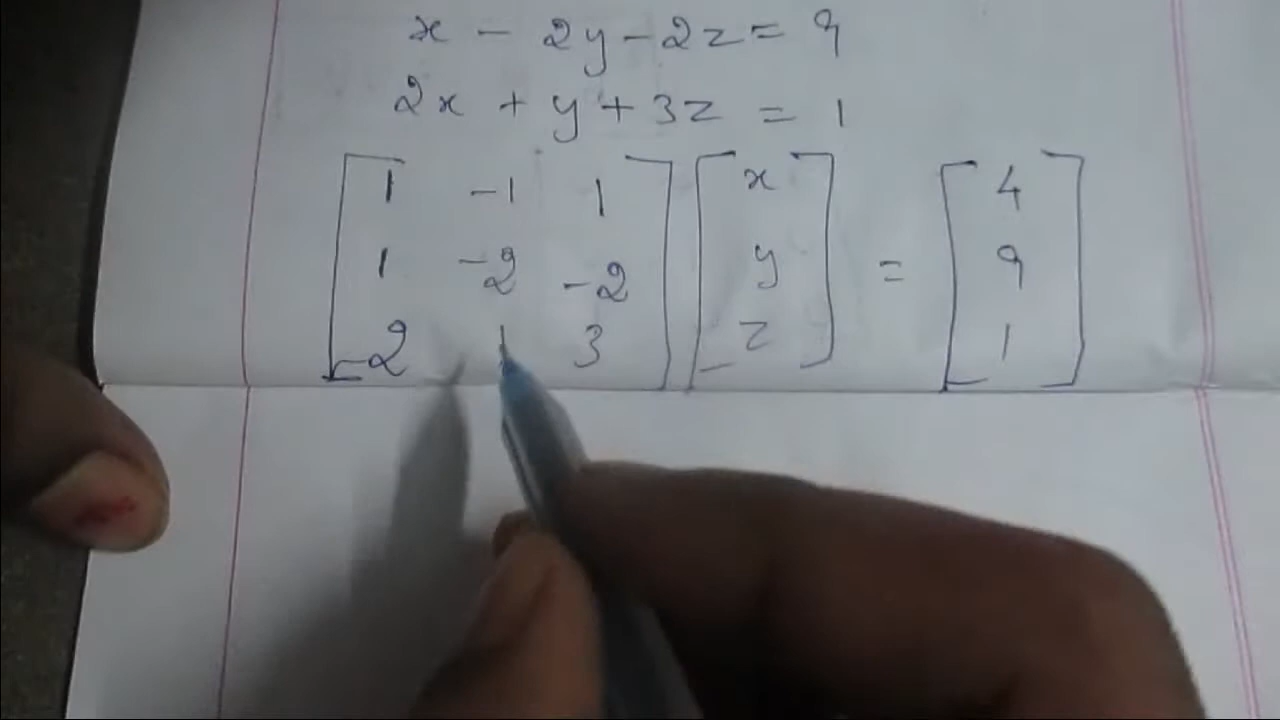 x - 2y - 2z = 9
2x + y + 3z = 1
1 -1 1 x 4
1 -2 -2 y = 9
2 1 3 z 1